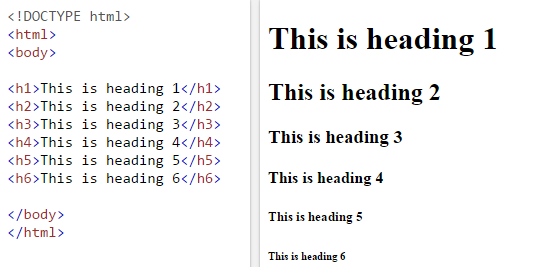 <!DOCTYPE html>
<html>
<body>
<h1>This is heading 1</h1>
<h2>This is heading 2</h2>
<h3>This is heading 3</h3>
<h4>This is heading 4</h4>
<h5>This is heading 5</h5>
<h6>This is heading 6</h6>
</body>
</html>
This is heading 1
This is heading 2
This is heading 3
This is heading 4
This is heading 5
This is heading 6